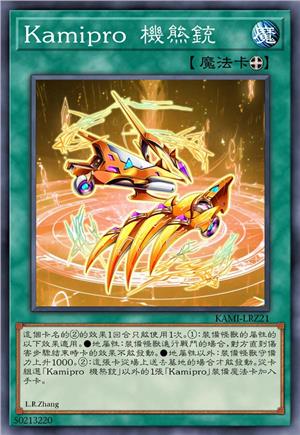 Kamipro 機熊銃
魔
【魔法卡】
KAMI-LRZ21
這個卡名的②的效果1回合只能使用1次。①：裝備怪獸的屬性的
以下效果適用。●地屬性：裝備怪獸進行戰鬥的場合，對方直到傷
害步驟結束時卡的效果不能發動。●地屬性以外：裝備怪獸守備
力上升1000。②：這張卡從場上送去墓地的場合才能發動。從卡
組選「Kamipro 機熊銃」以外的1張「Kamipro」裝備魔法卡加入
手卡。
L.R.Zhang
S0213220